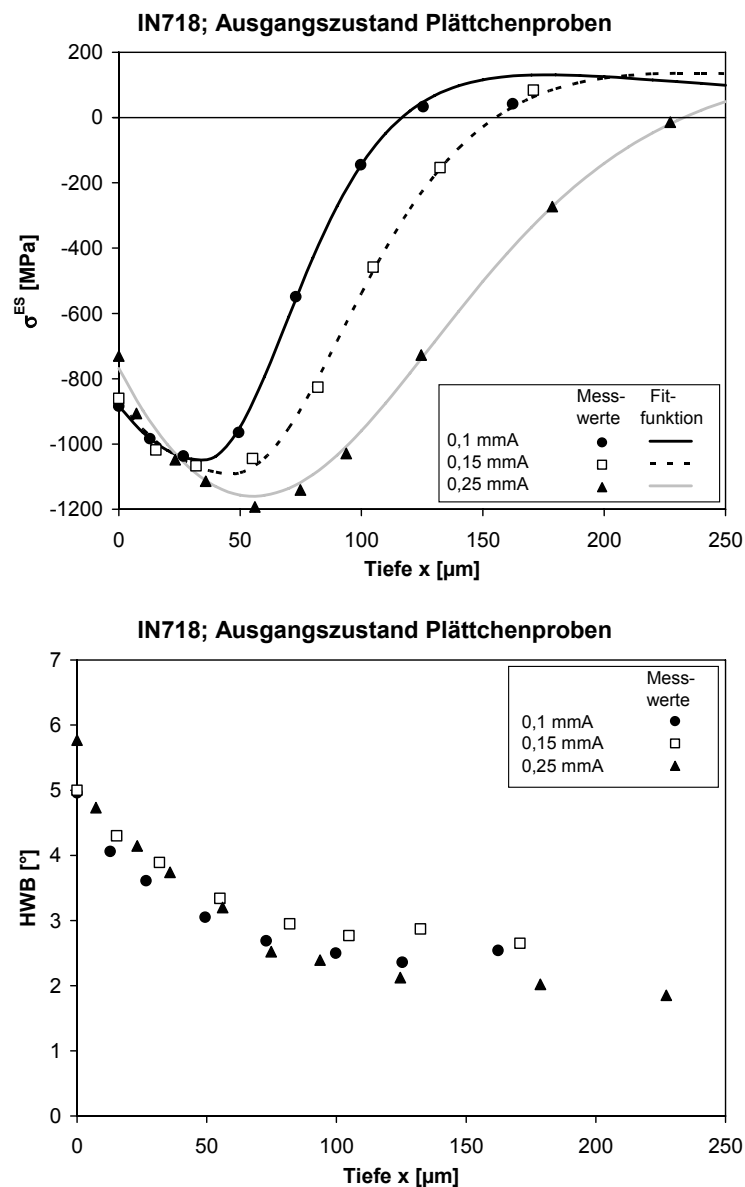 IN718; Ausgangszustand Plättchenproben
200
0
-200
-400
-600
-800
-1000
-1200
σES [MPa]
0 50 100 150 200 250
Tiefe x [µm]
Mess- Fit-
werte funktion
0,1 mmA
0,15 mmA
0,25 mmA
IN718; Ausgangszustand Plättchenproben
7
6
5
4
3
2
1
0
HWB [°]
0 50 100 150 200 250
Tiefe x [µm]
Mess-
werte
0,1 mmA
0,15 mmA
0,25 mmA